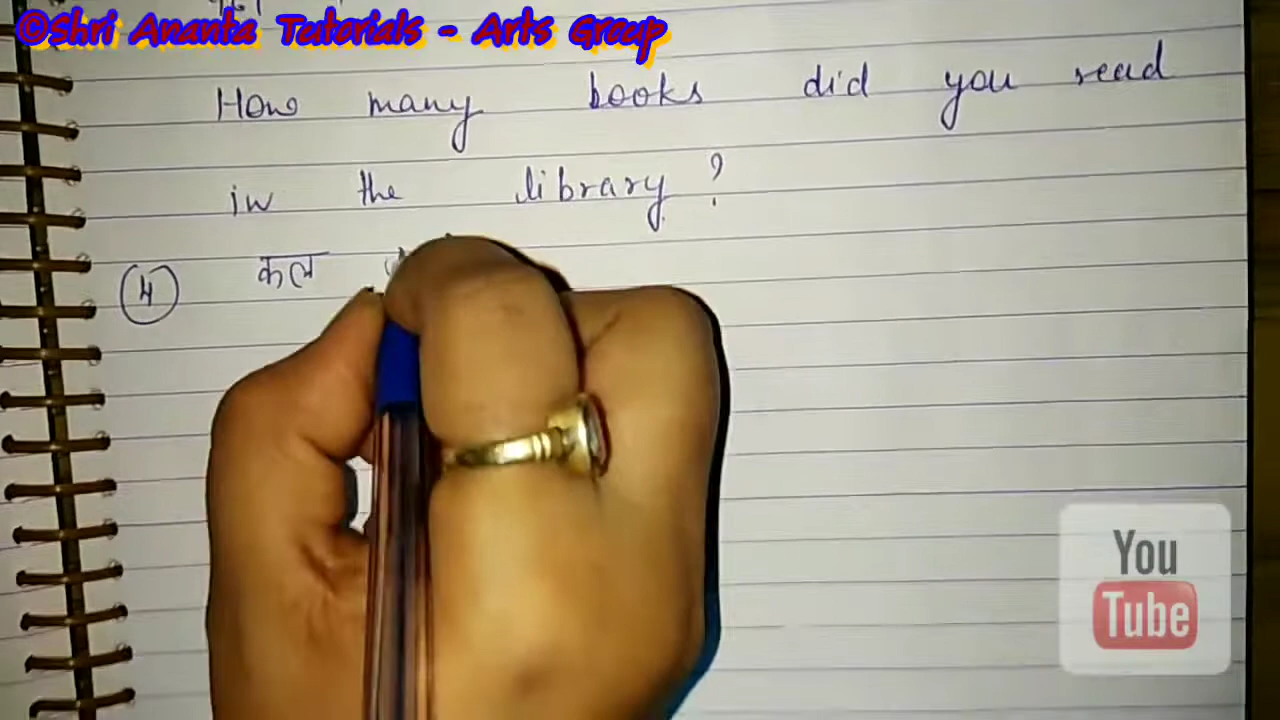 ©Shri Ananta Tutorials - Arts Group
How many books did you read
in the library ?
4 कल
You
Tube